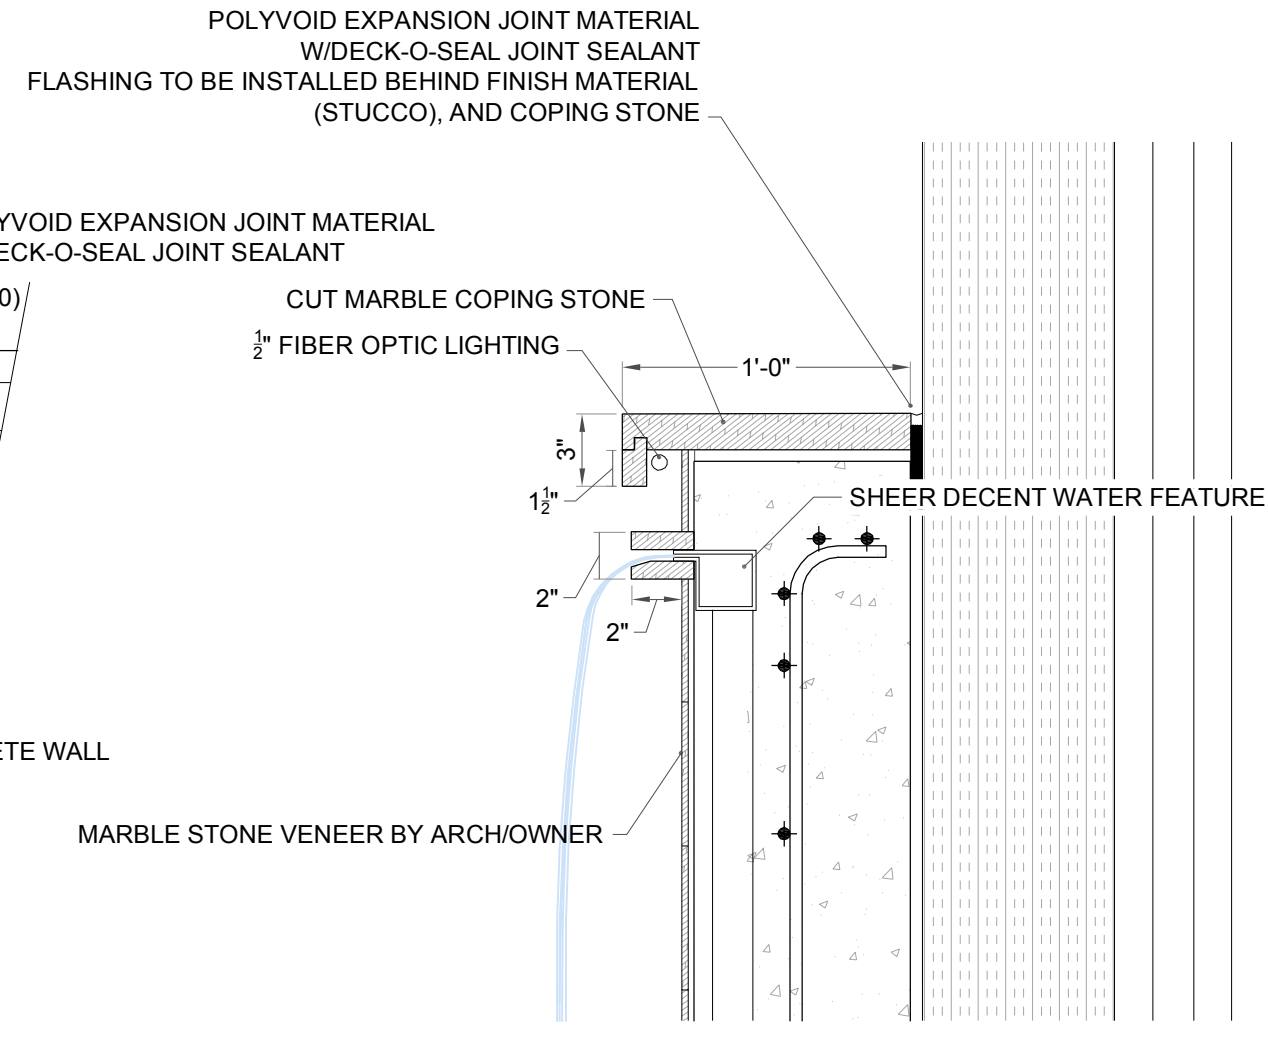 POLYVOID EXPANSION JOINT MATERIAL
W/DECK-O-SEAL JOINT SEALANT
FLASHING TO BE INSTALLED BEHIND FINISH MATERIAL
(STUCCO), AND COPING STONE
YVOID EXPANSION JOINT MATERIAL
ECK-O-SEAL JOINT SEALANT
0)
CUT MARBLE COPING STONE
½" FIBER OPTIC LIGHTING
1'-0"
3"
1½"
SHEER DECENT WATER FEATURE
2"
2"
ETE WALL
MARBLE STONE VENEER BY ARCH/OWNER